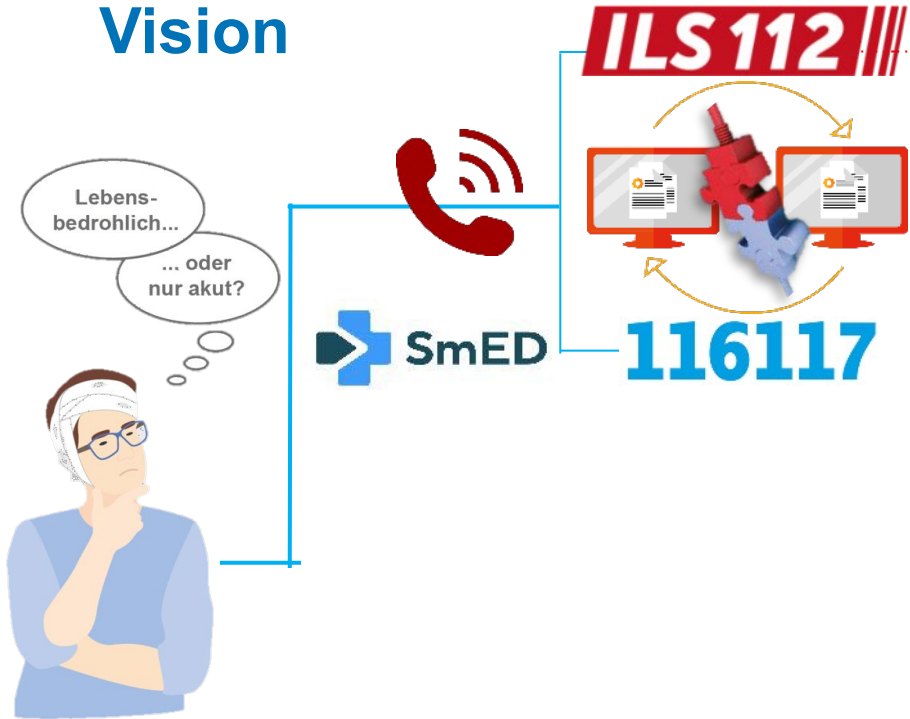 Vision
ILS 112
Lebens-
bedrohlich...
... oder
nur akut?
SmED
116117